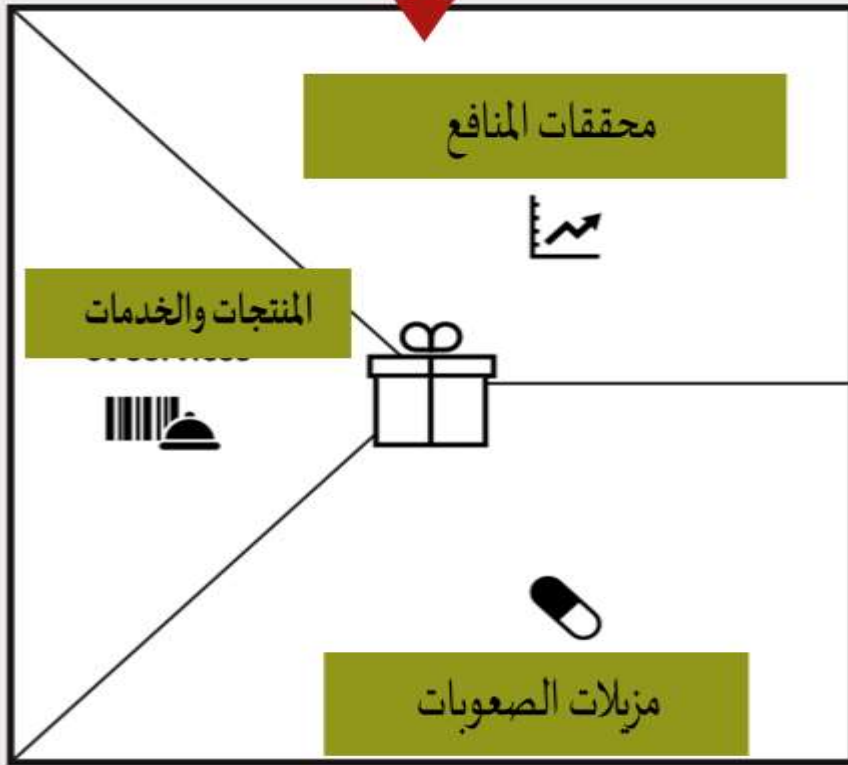 محققات المنافع
المنتجات والخدمات
مزيلات الصعوبات